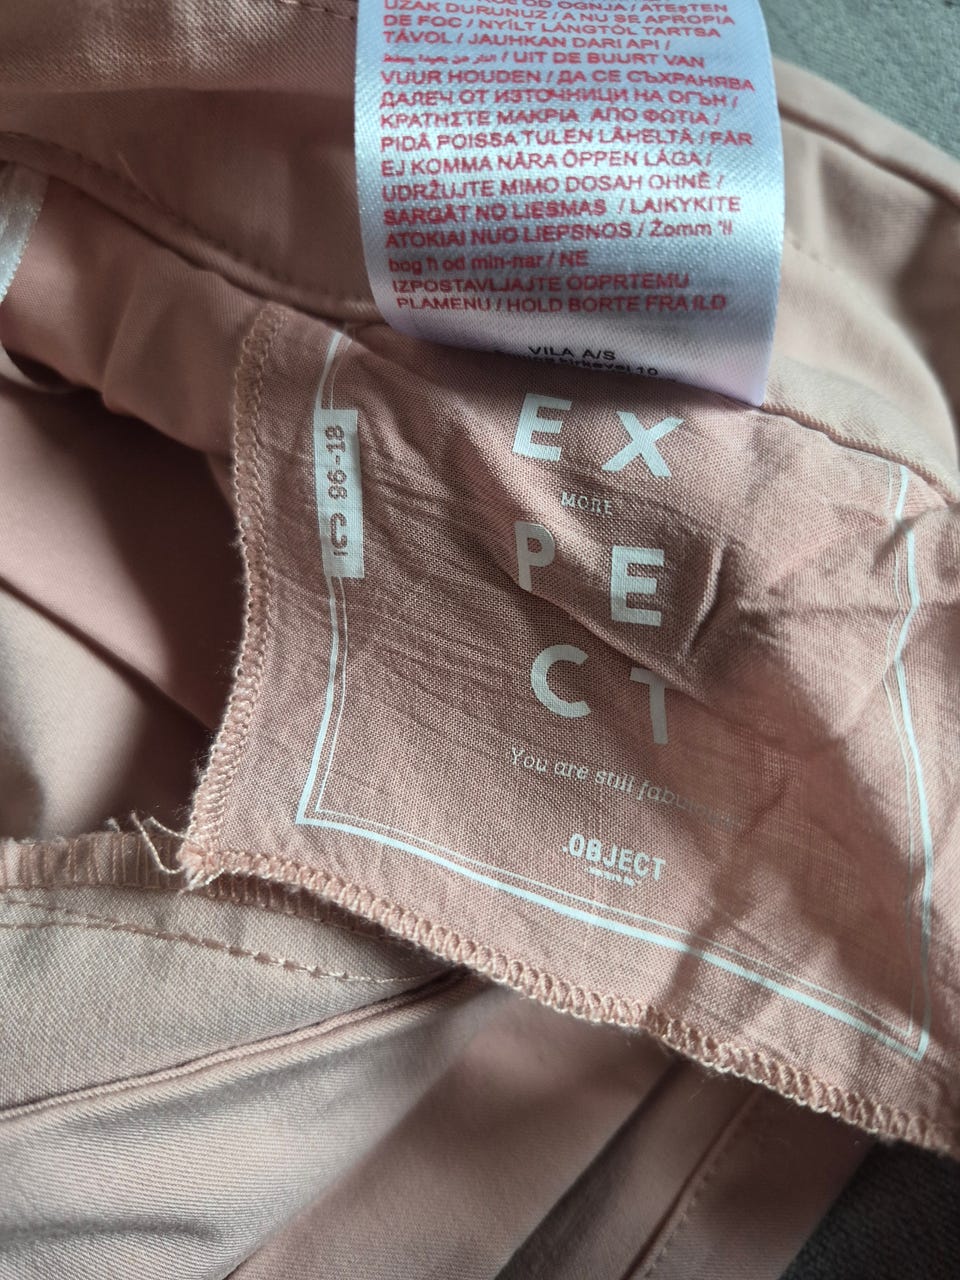 UZAK DURUNUZ / A NU SE APROPIA
DE FOC / NYÍLT LÁNGTÓL TARTSA
TÁVOL / JAUHKAN DARI API /
/ UIT DE BUURT VAN
VUUR HOUDEN / ДА СЕ СЪХРАНЯВА
ДАЛЕЧ ОТ ИЗТОЧНИЦИ НА ОГЪН /
ΚΡΑΤΗΣΤΕ ΜΑΚΡΙΑ ΑΠΟ ΦΩΤΙΑ /
PIDÄ POISSA TULEN LÄHELTÄ / FÅR
EJ KOMMA NÄRA ÖPPEN LÅGA /
UDRŽUJTE MIMO DOSAH OHNĚ /
SARGĀT NO LIESMAS / LAIKYKITE
ATOKIAI NUO LIEPSNOS / Żomm 'il
bog ħ od min-nar / NE
IZPOSTAVLJAJTE ODPRTEMU
PLAMENU / HOLD BORTE FRA ILD
VILA A/S
96-18
EX
MORE
PE
CT
You are still
.OBJECT